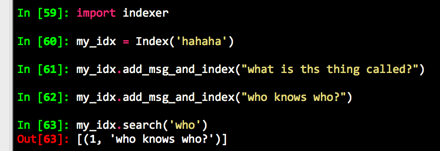 In [59]: import indexer
In [60]: my_idx = Index('hahaha')
In [61]: my_idx.add_msg_and_index("what is ths thing called?")
In [62]: my_idx.add_msg_and_index("who knows who?")
In [63]: my_idx.search('who')
Out[63]: [(1, 'who knows who?')]